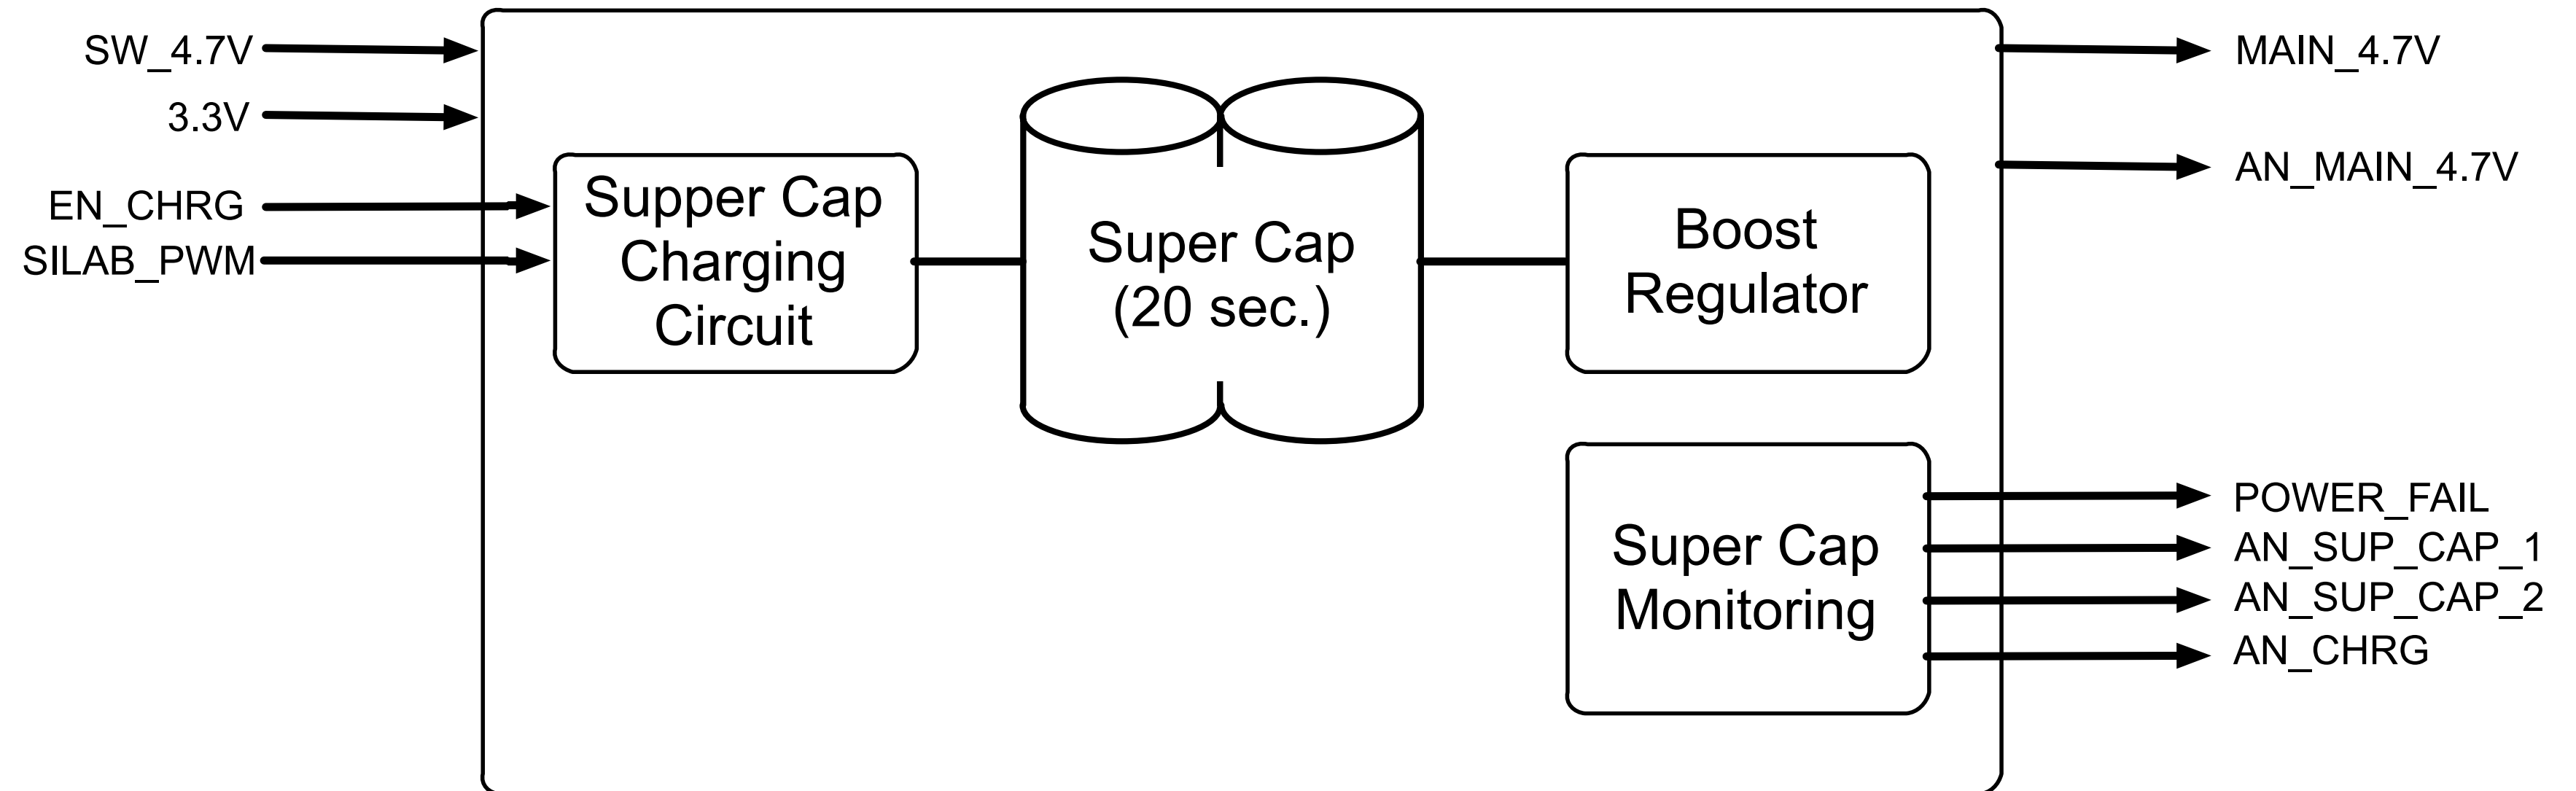 SW_4.7V
3.3V
EN_CHRG
SILAB_PWM
Supper Cap
Charging
Circuit
Super Cap
(20 sec.)
Boost
Regulator
Super Cap
Monitoring
MAIN_4.7V
AN_MAIN_4.7V
POWER_FAIL
AN_SUP_CAP_1
AN_SUP_CAP_2
AN_CHRG